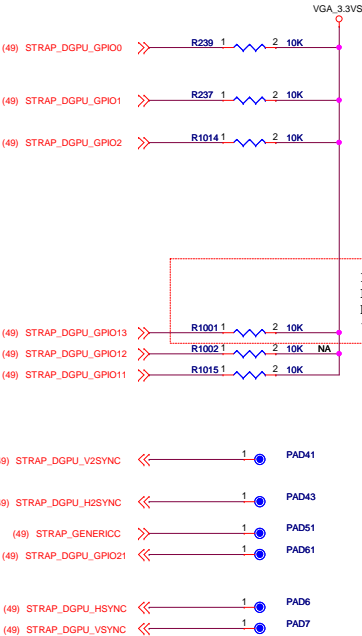 VGA_3.3VS
(49) STRAP_DGPU_GPIO0 R239 1 2 10K
(49) STRAP_DGPU_GPIO1 R237 1 2 10K
(49) STRAP_DGPU_GPIO2 R1014 1 2 10K
(49) STRAP_DGPU_GPIO13 R1001 1 2 10K
(49) STRAP_DGPU_GPIO12 R1002 1 2 10K NA
(49) STRAP_DGPU_GPIO11 R1015 1 2 10K
9) STRAP_DGPU_V2SYNC 1 PAD41
9) STRAP_DGPU_H2SYNC 1 PAD43
(49) STRAP_GENERICC 1 PAD51
(49) STRAP_DGPU_GPIO21 1 PAD61
(49) STRAP_DGPU_HSYNC 1 PAD6
(49) STRAP_DGPU_VSYNC 1 PAD7